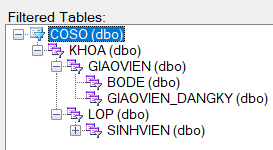 Filtered Tables:
COSO (dbo)
KHOA (dbo)
GIAOVIEN (dbo)
BODE (dbo)
GIAOVIEN_DANGKY (dbo)
LOP (dbo)
SINHVIEN (dbo)